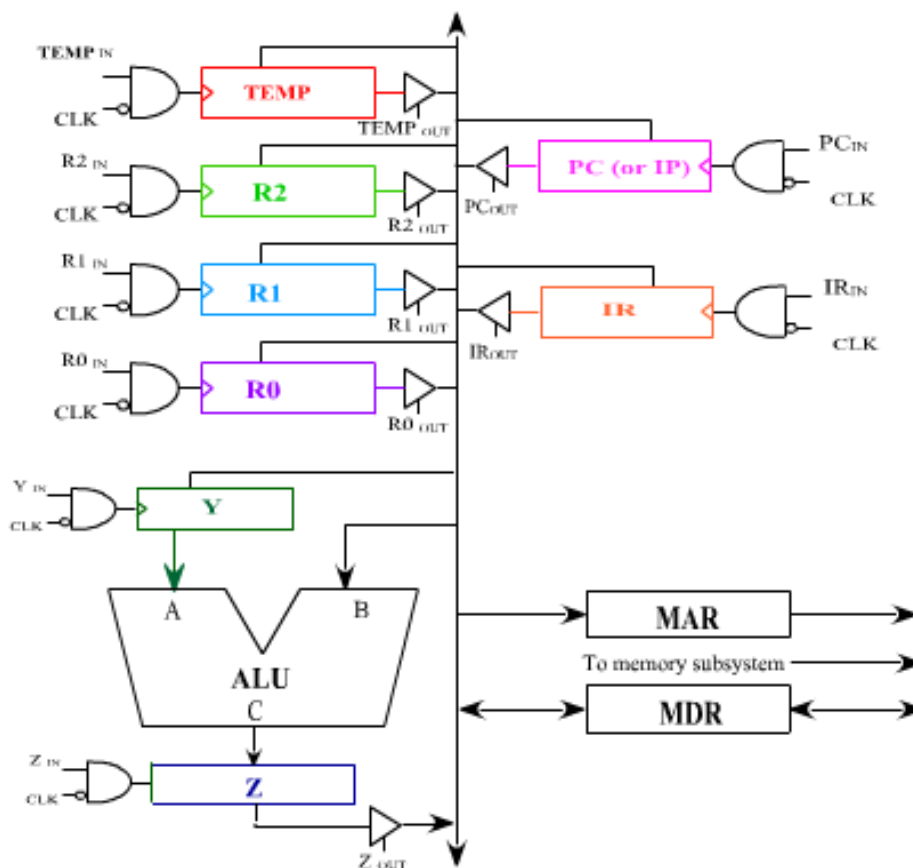 TEMP IN
CLK
TEMP
TEMP OUT
R2 IN
CLK
R2
R2 OUT
R1 IN
CLK
R1
R1 OUT
R0 IN
CLK
R0
R0 OUT
PC (or IP)
PC OUT
PC IN
CLK
IR
IR OUT
IR IN
CLK
Y IN
CLK
Y
A
B
ALU
C
Z IN
CLK
Z
Z OUT
MAR
To memory subsystem
MDR